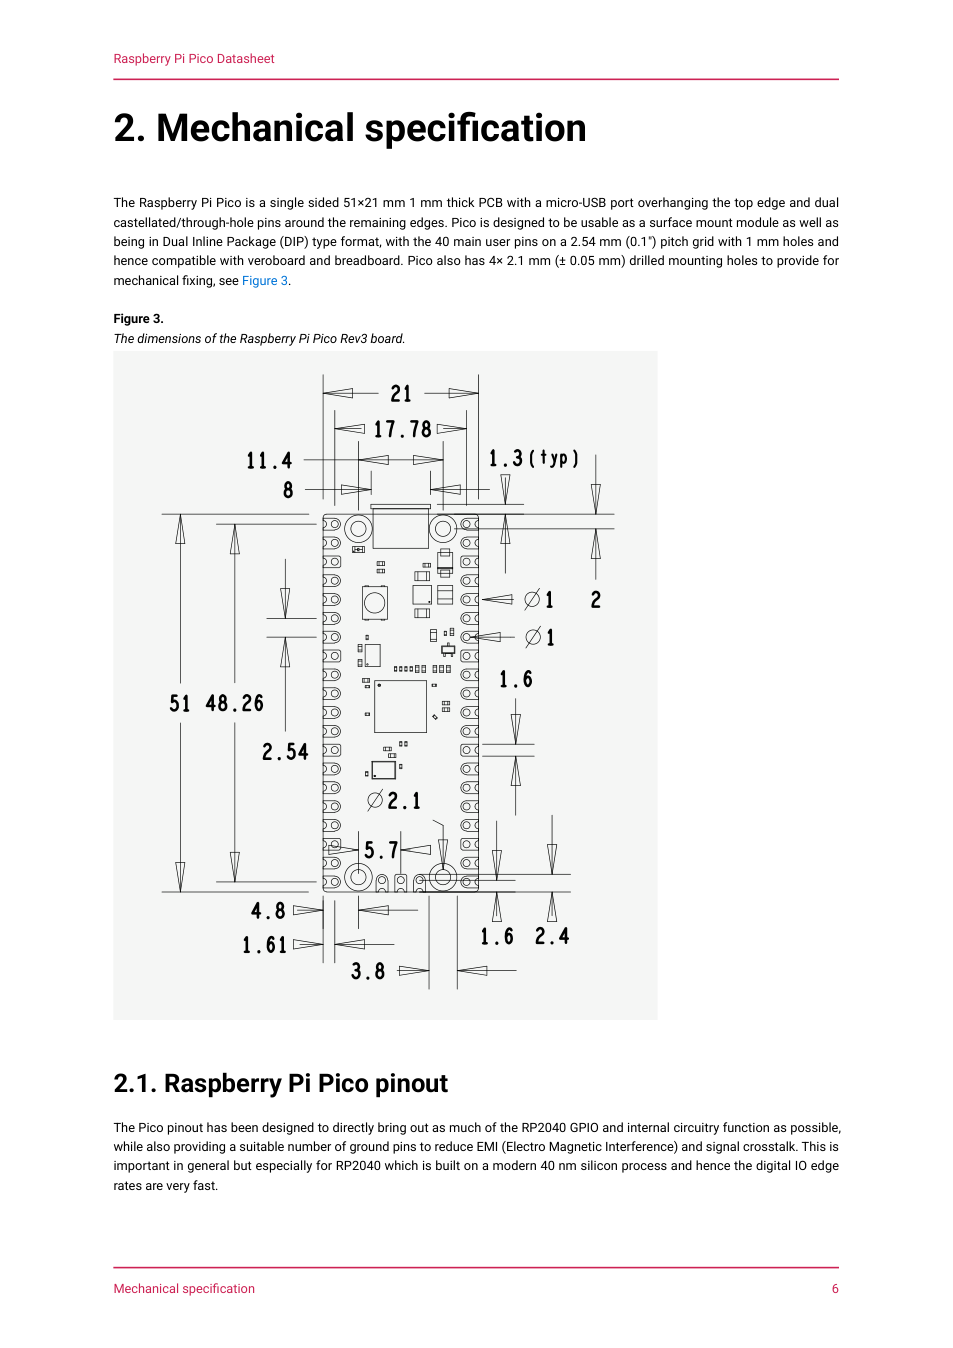 Raspberry Pi Pico Datasheet
2. Mechanical specification
The Raspberry Pi Pico is a single sided 51×21 mm 1 mm thick PCB with a micro-USB port overhanging the top edge and dual
castellated/through-hole pins around the remaining edges. Pico is designed to be usable as a surface mount module as well as
being in Dual Inline Package (DIP) type format, with the 40 main user pins on a 2.54 mm (0.1") pitch grid with 1 mm holes and
hence compatible with veroboard and breadboard. Pico also has 4× 2.1 mm (± 0.05 mm) drilled mounting holes to provide for
mechanical fixing, see Figure 3.
Figure 3.
The dimensions of the Raspberry Pi Pico Rev3 board.
21
17.78
11.4
1.3(typ)
8
∅1
2
∅1
1.6
51
48.26
2.54
∅2.1
5.7
4.8
1.6
2.4
1.61
3.8
2.1. Raspberry Pi Pico pinout
The Pico pinout has been designed to directly bring out as much of the RP2040 GPIO and internal circuitry function as possible,
while also providing a suitable number of ground pins to reduce EMI (Electro Magnetic Interference) and signal crosstalk. This is
important in general but especially for RP2040 which is built on a modern 40 nm silicon process and hence the digital IO edge
rates are very fast.
Mechanical specification
6